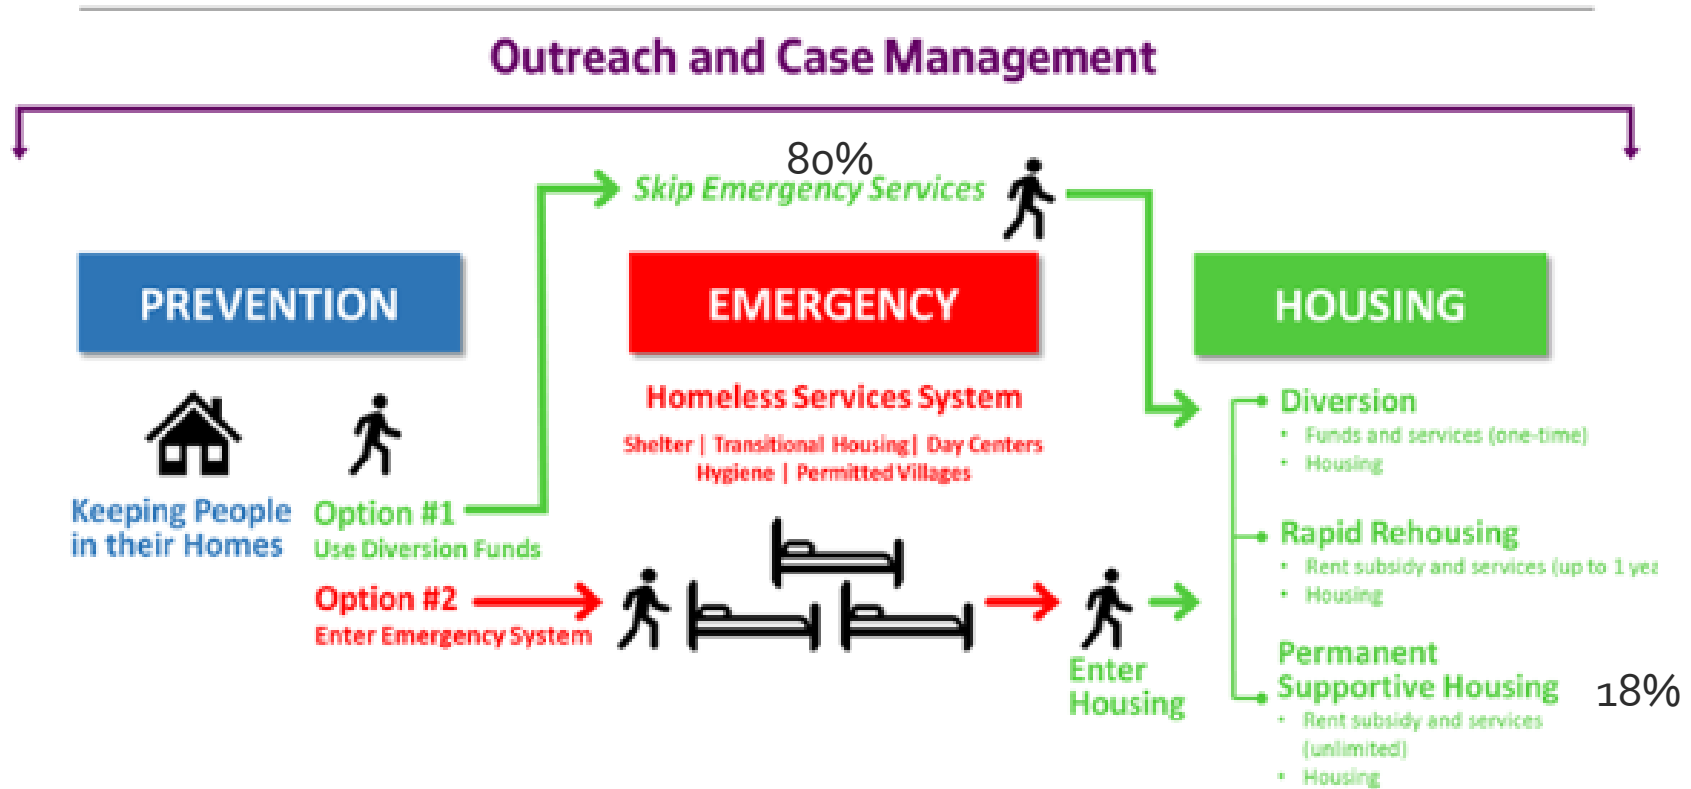 Outreach and Case Management
80%
Skip Emergency Services
PREVENTION
Keeping People
in their Homes
Option #1
Use Diversion Funds
Option #2
Enter Emergency System
EMERGENCY
Homeless Services System
Shelter | Transitional Housing| Day Centers
Hygiene | Permitted Villages
Enter
Housing
HOUSING
Diversion
• Funds and services (one-time)
• Housing
Rapid Rehousing
• Rent subsidy and services (up to 1 yea
• Housing
Permanent
Supportive Housing
18%
• Rent subsidy and services
(unlimited)
• Housing